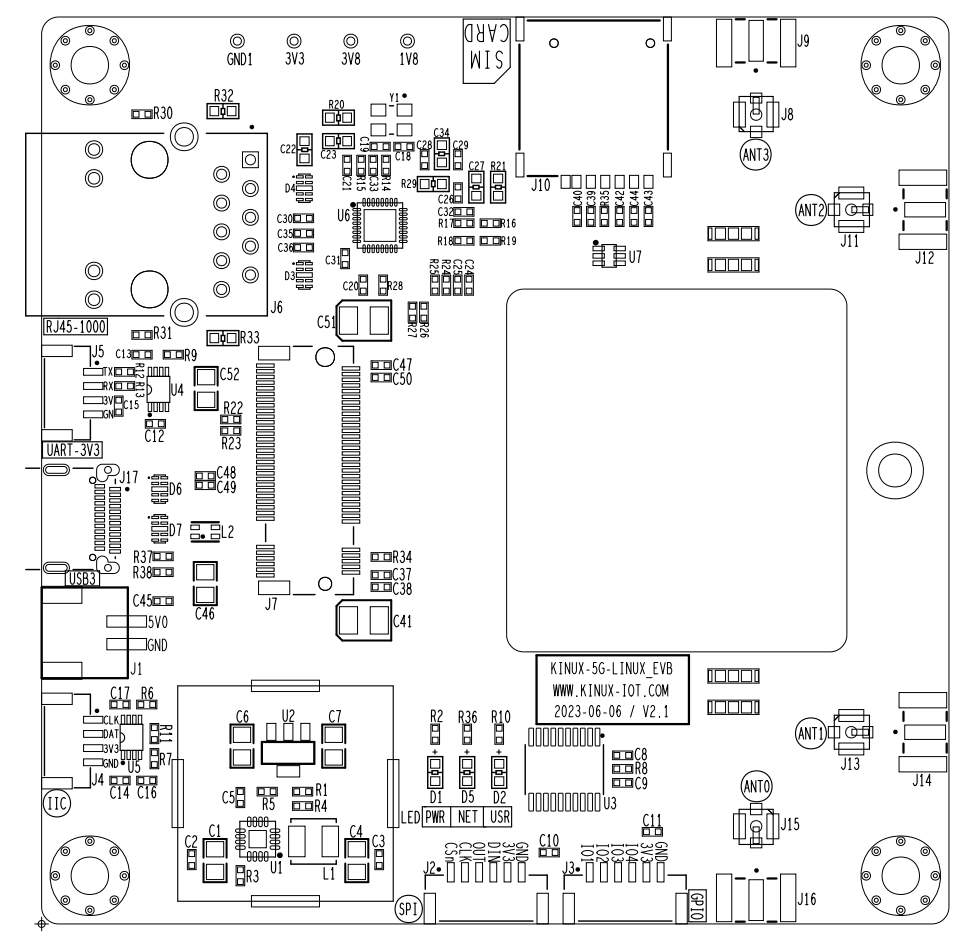 GND1 3V3 3V8 1V8
SIM
CARD
J9
J8
ANT3
R30
R32
R20
Y1
C22
C23
C19
C18
C28
C34
C29
C21
R15
C33
R14
R29
C27
R21
C26
J10
C40
C39
R35
C42
C44
C43
ANT2
J11
J12
D4
C30
C35
C36
D3
U6
C32
R17
R16
R18
R19
C31
U7
C20
R28
R25
R24
C25
C24
J6
RJ45-1000
C51
R27
R26
R31
R33
J5
C13
R9
TX
RX
3V
GN
R12
R13
C15
U4
C12
C52
C47
C50
R22
R23
UART-3V3
J17
D6
C48
C49
D7
L2
R37
R38
R34
C37
C38
USB3
C45
C46
J7
C41
5V0
GND
J1
KINUX-5G-LINUX_EVB
WWW.KINUX-IOT.COM
2023-06-06 / V2.1
C17
R6
CLK
DAT
3V3
GND
R11
R7
U5
J4
C14
C16
IIC
C6
U2
C7
R2
R36
R10
C5
R5
R1
R4
+ + +
D1
D5
D2
LED PWR NET USR
C8
R8
C9
U3
ANT1
J13
J14
ANT0
J15
C2
C1
R3
U1
L1
C4
C3
J2
CSn
CLK
OUT
DIN
3V3
GND
C10
C11
J3
IO1
IO2
IO3
IO4
3V3
GND
SPI
GPIO
J16